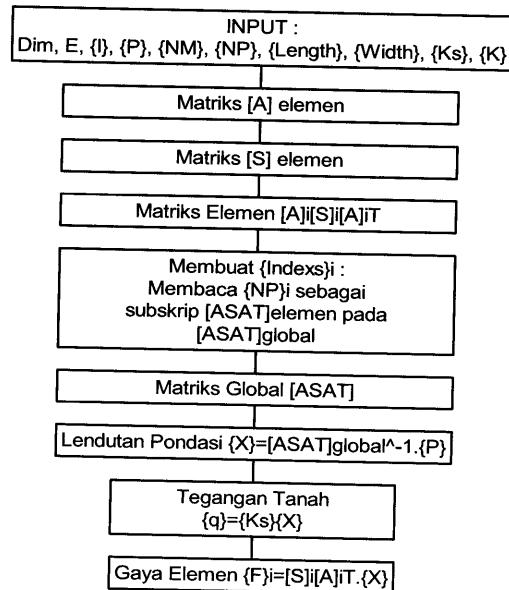 INPUT :
Dim, E, {I}, {P}, {NM}, {NP}, {Length}, {Width}, {Ks}, {K}
Matriks [A] elemen
Matriks [S] elemen
Matriks Elemen [A]i[S]i[A]iT
Membuat {Indexs}i :
Membaca {NP}i sebagai
subskrip [ASAT]elemen pada
[ASAT]global
Matriks Global [ASAT]
Lendutan Pondasi {X}=[ASAT]global^-1.{P}
Tegangan Tanah
{q}={Ks}{X}
Gaya Elemen {F}i=[S]i[A]iT.{X}